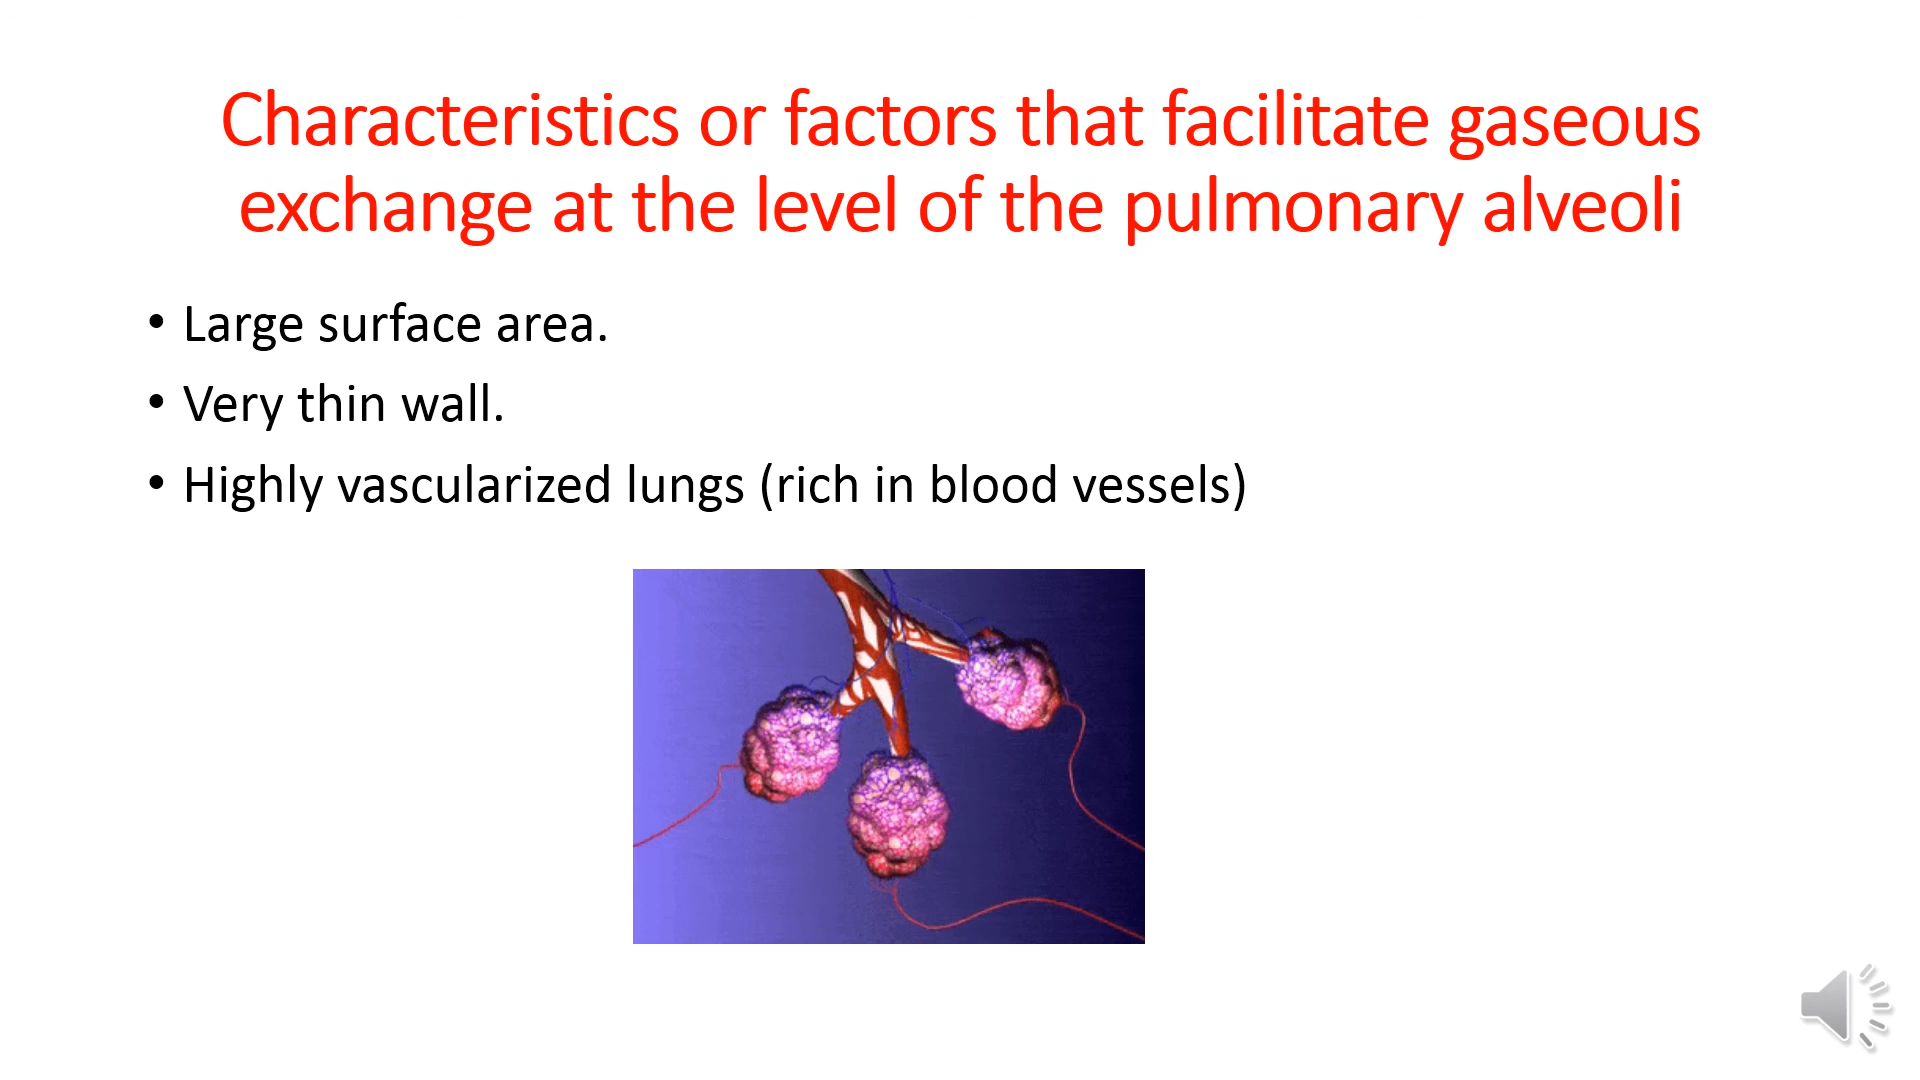 Characteristics or factors that facilitate gaseous
exchange at the level of the pulmonary alveoli
• Large surface area.
• Very thin wall.
• Highly vascularized lungs (rich in blood vessels)